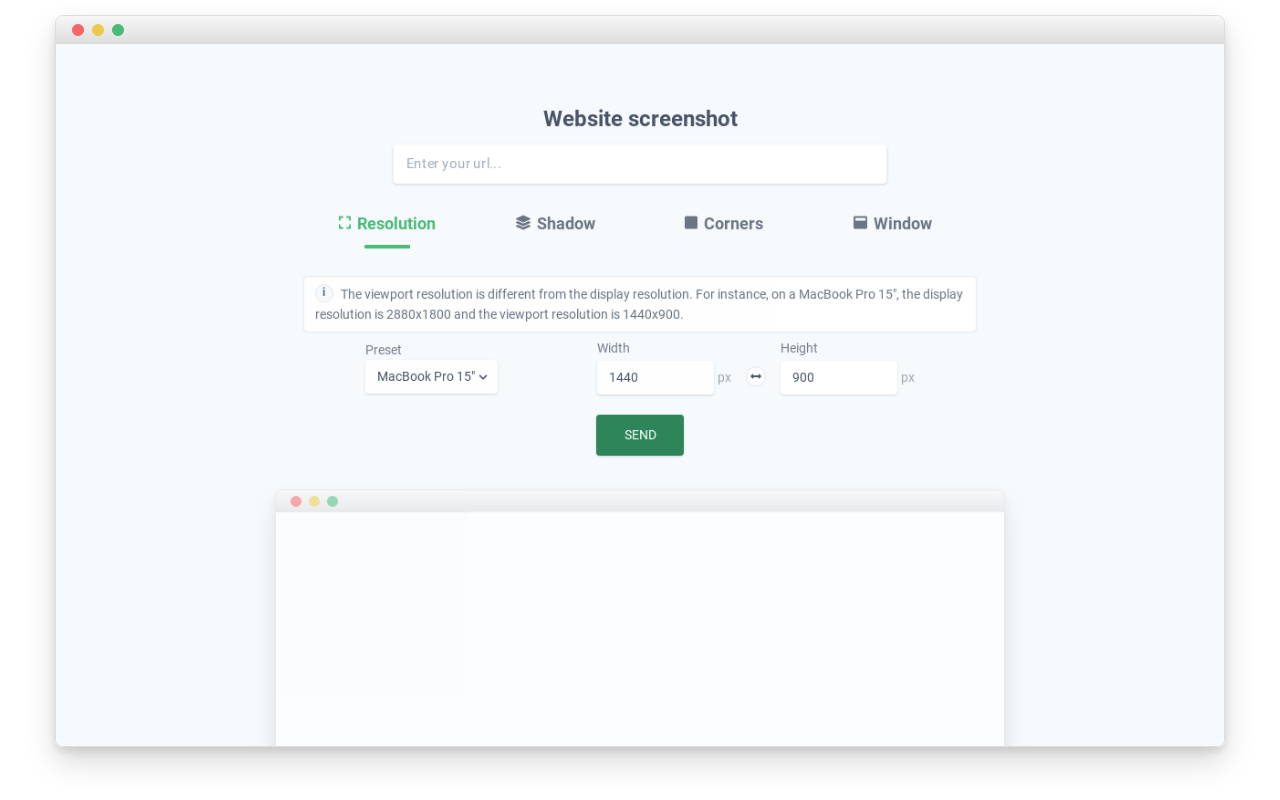 Website screenshot
Enter your url...
Resolution
Shadow
Corners
Window
i The viewport resolution is different from the display resolution. For instance, on a MacBook Pro 15", the display
resolution is 2880x1800 and the viewport resolution is 1440x900.
Preset
Width
Height
MacBook Pro 15"
1440
px
900
px
SEND